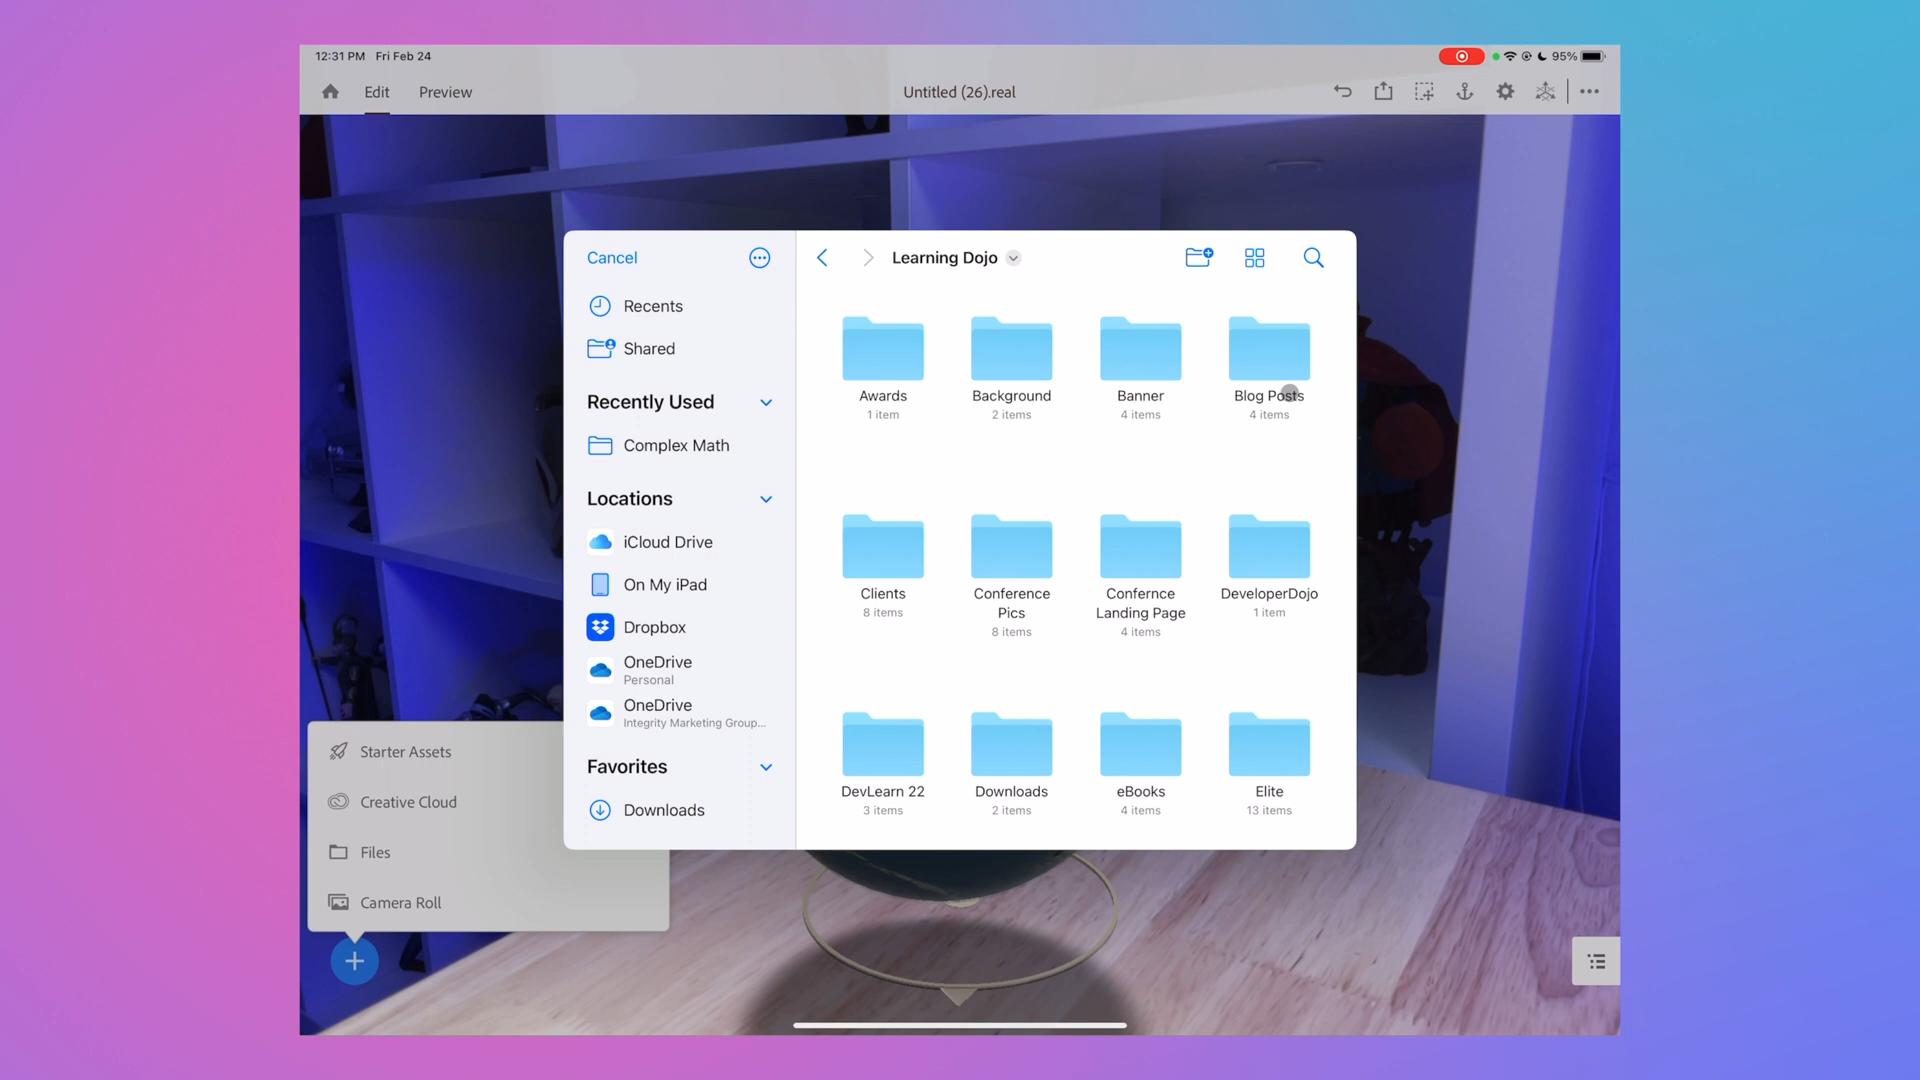 12:31 PM Fri Feb 24
95%
Edit Preview
Untitled (26).real
Cancel
Recents
Shared
Recently Used
Complex Math
Locations
iCloud Drive
On My iPad
Dropbox
OneDrive
Personal
OneDrive
Integrity Marketing Group...
Favorites
Downloads
Learning Dojo
Awards
1 item
Background
2 items
Banner
4 items
Blog Posts
4 items
Clients
8 items
Conference
Pics
8 items
Confernce
Landing Page
4 items
DeveloperDojo
1 item
DevLearn 22
3 items
Downloads
2 items
eBooks
4 items
Elite
13 items
Starter Assets
Creative Cloud
Files
Camera Roll